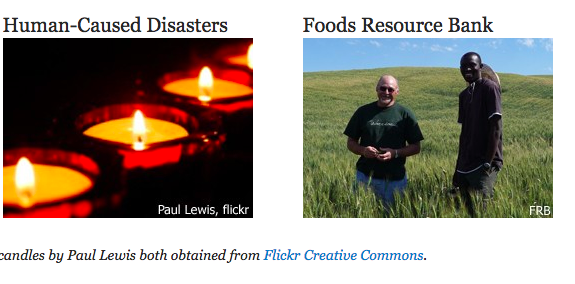 Human-Caused Disasters
Foods Resource Bank
Paul Lewis, flickr
FRB
candles by Paul Lewis both obtained from Flickr Creative Commons.